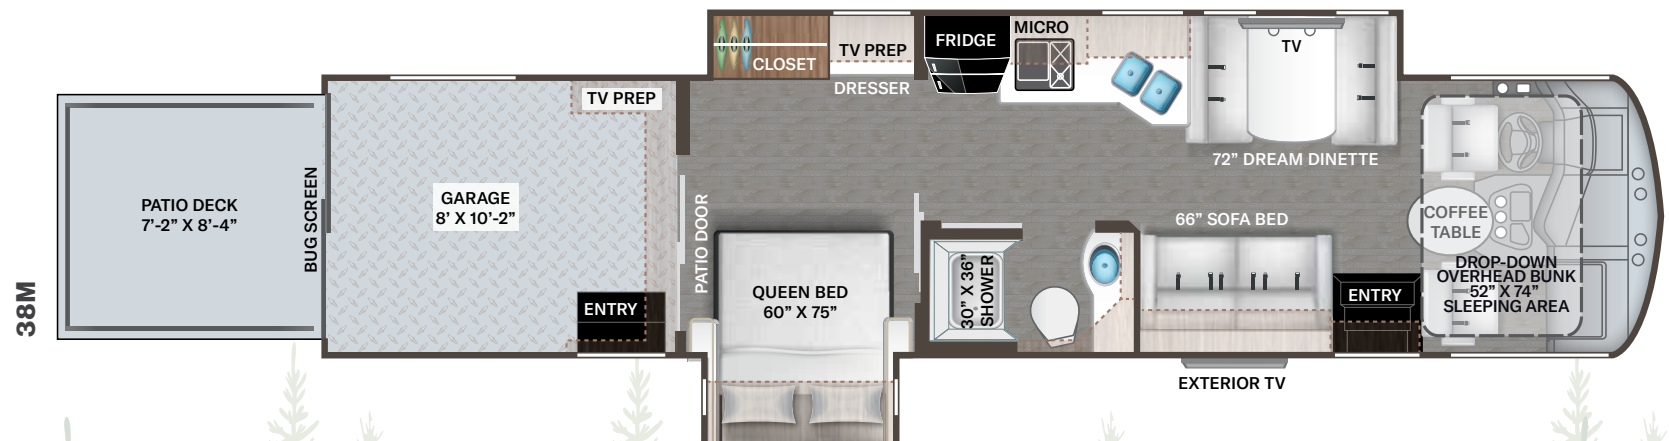 38M
PATIO DECK
7’-2” X 8’-4”
BUG SCREEN
GARAGE
8’ X 10’-2”
TV PREP
ENTRY
PATIO DOOR
CLOSET
TV PREP
DRESSER
QUEEN BED
60” X 75”
FRIDGE
MICRO
30” X 36”
SHOWER
TV
72” DREAM DINETTE
66” SOFA BED
ENTRY
EXTERIOR TV
COFFEE
TABLE
DROP-DOWN
OVERHEAD BUNK
52” X 74”
SLEEPING AREA